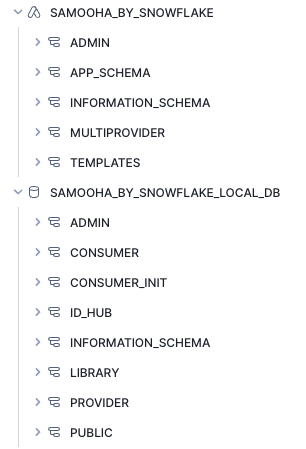 SAMOOHA_BY_SNOWFLAKE
ADMIN
APP_SCHEMA
INFORMATION_SCHEMA
MULTIPROVIDER
TEMPLATES
SAMOOHA_BY_SNOWFLAKE_LOCAL_DB
ADMIN
CONSUMER
CONSUMER_INIT
ID_HUB
INFORMATION_SCHEMA
LIBRARY
PROVIDER
PUBLIC